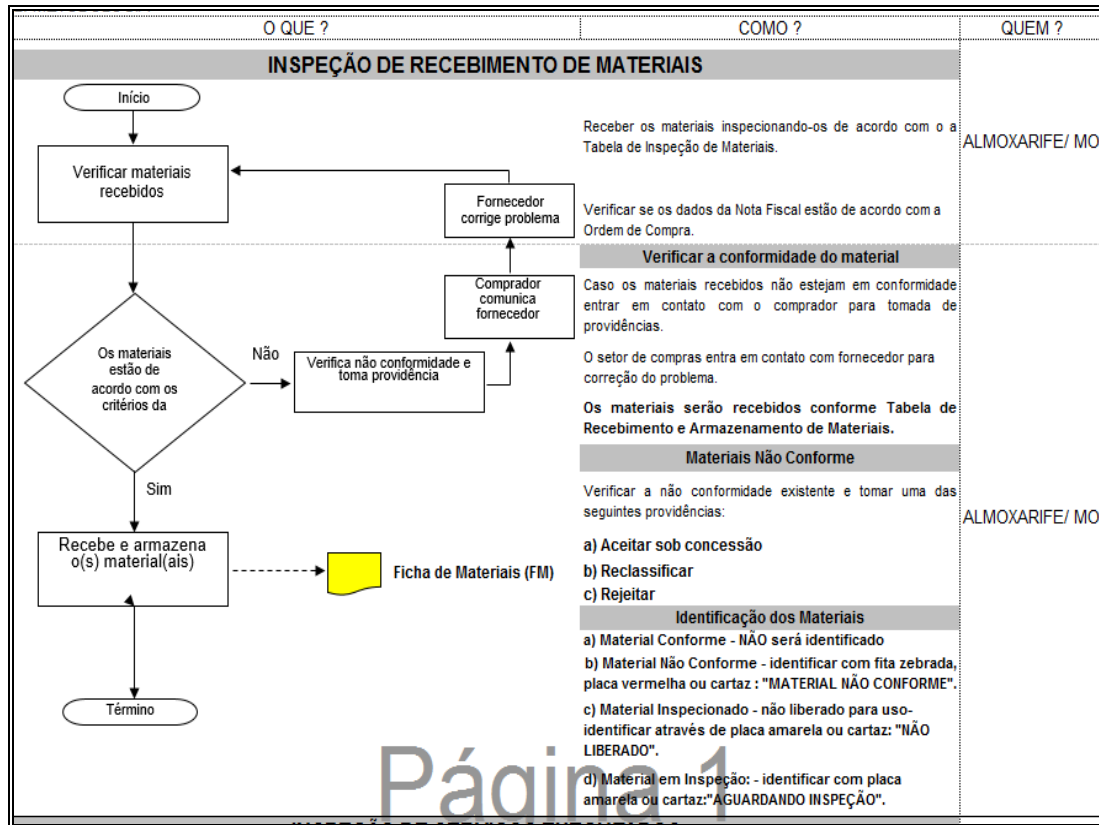 O QUE ?
COMO ?
QUEM ?
INSPEÇÃO DE RECEBIMENTO DE MATERIAIS
Início
Verificar materiais
recebidos
Fornecedor
corrige problema
Comprador
comunica
fornecedor
Os materiais
estão de
acordo com os
critérios da
Não
Verifica não conformidade e
toma providência
Sim
Recebe e armazena
o(s) material(ais)
Ficha de Materiais (FM)
Término
Receber os materiais inspecionando-os de acordo com o a
Tabela de Inspeção de Materiais.
Verificar se os dados da Nota Fiscal estão de acordo com a
Ordem de Compra.
Verificar a conformidade do material
Caso os materiais recebidos não estejam em conformidade
entrar em contato com o comprador para tomada de
providências.
O setor de compras entra em contato com fornecedor para
correção do problema.
Os materiais serão recebidos conforme Tabela de
Recebimento e Armazenamento de Materiais.
Materiais Não Conforme
Verificar a não conformidade existente e tomar uma das
seguintes providências:
a) Aceitar sob concessão
b) Reclassificar
c) Rejeitar
Identificação dos Materiais
a) Material Conforme - NÃO será identificado
b) Material Não Conforme - identificar com fita zebrada,
placa vermelha ou cartaz : "MATERIAL NÃO CONFORME".
c) Material Inspecionado - não liberado para uso-
identificar através de placa amarela ou cartaz: "NÃO
LIBERADO".
d) Material em Inspeção: - identificar com placa
amarela ou cartaz:"AGUARDANDO INSPEÇÃO".
ALMOXARIFE/ MO
ALMOXARIFE/ MO
Página 1